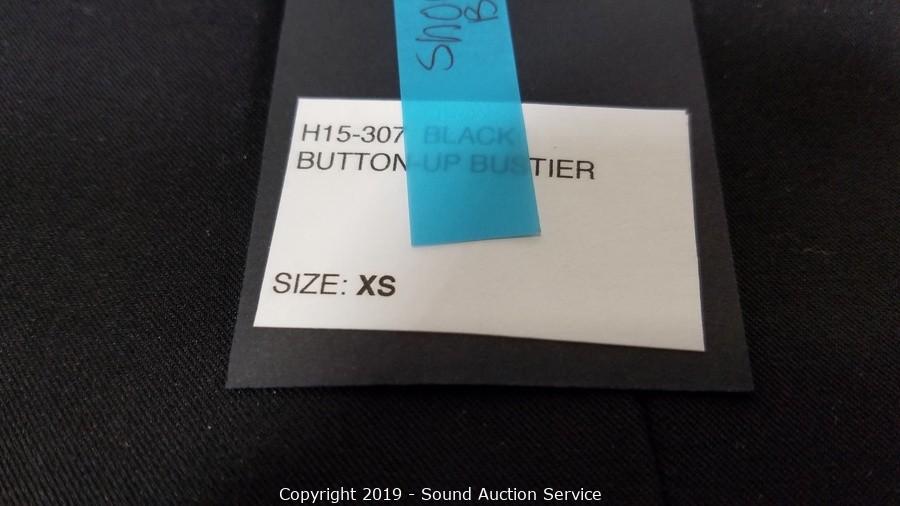 H15-307 BLACK
BUTTON-UP BUSTIER
SIZE: XS
Copyright 2019 - Sound Auction Service